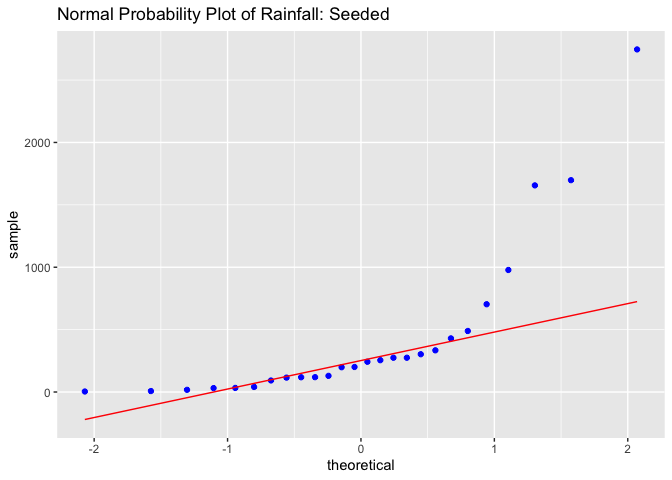 Normal Probability Plot of Rainfall: Seeded
2000
1000
0
sample
-2 -1 0 1 2
theoretical